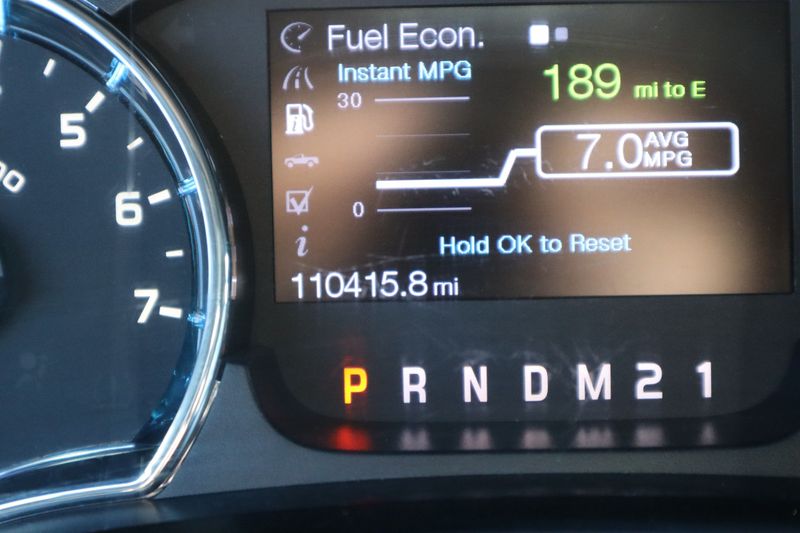 Fuel Econ.
Instant MPG
30
189 mi to E
7.0 AVG MPG
0
Hold OK to Reset
110415.8 mi
P R N D M 2 1
5
6
7